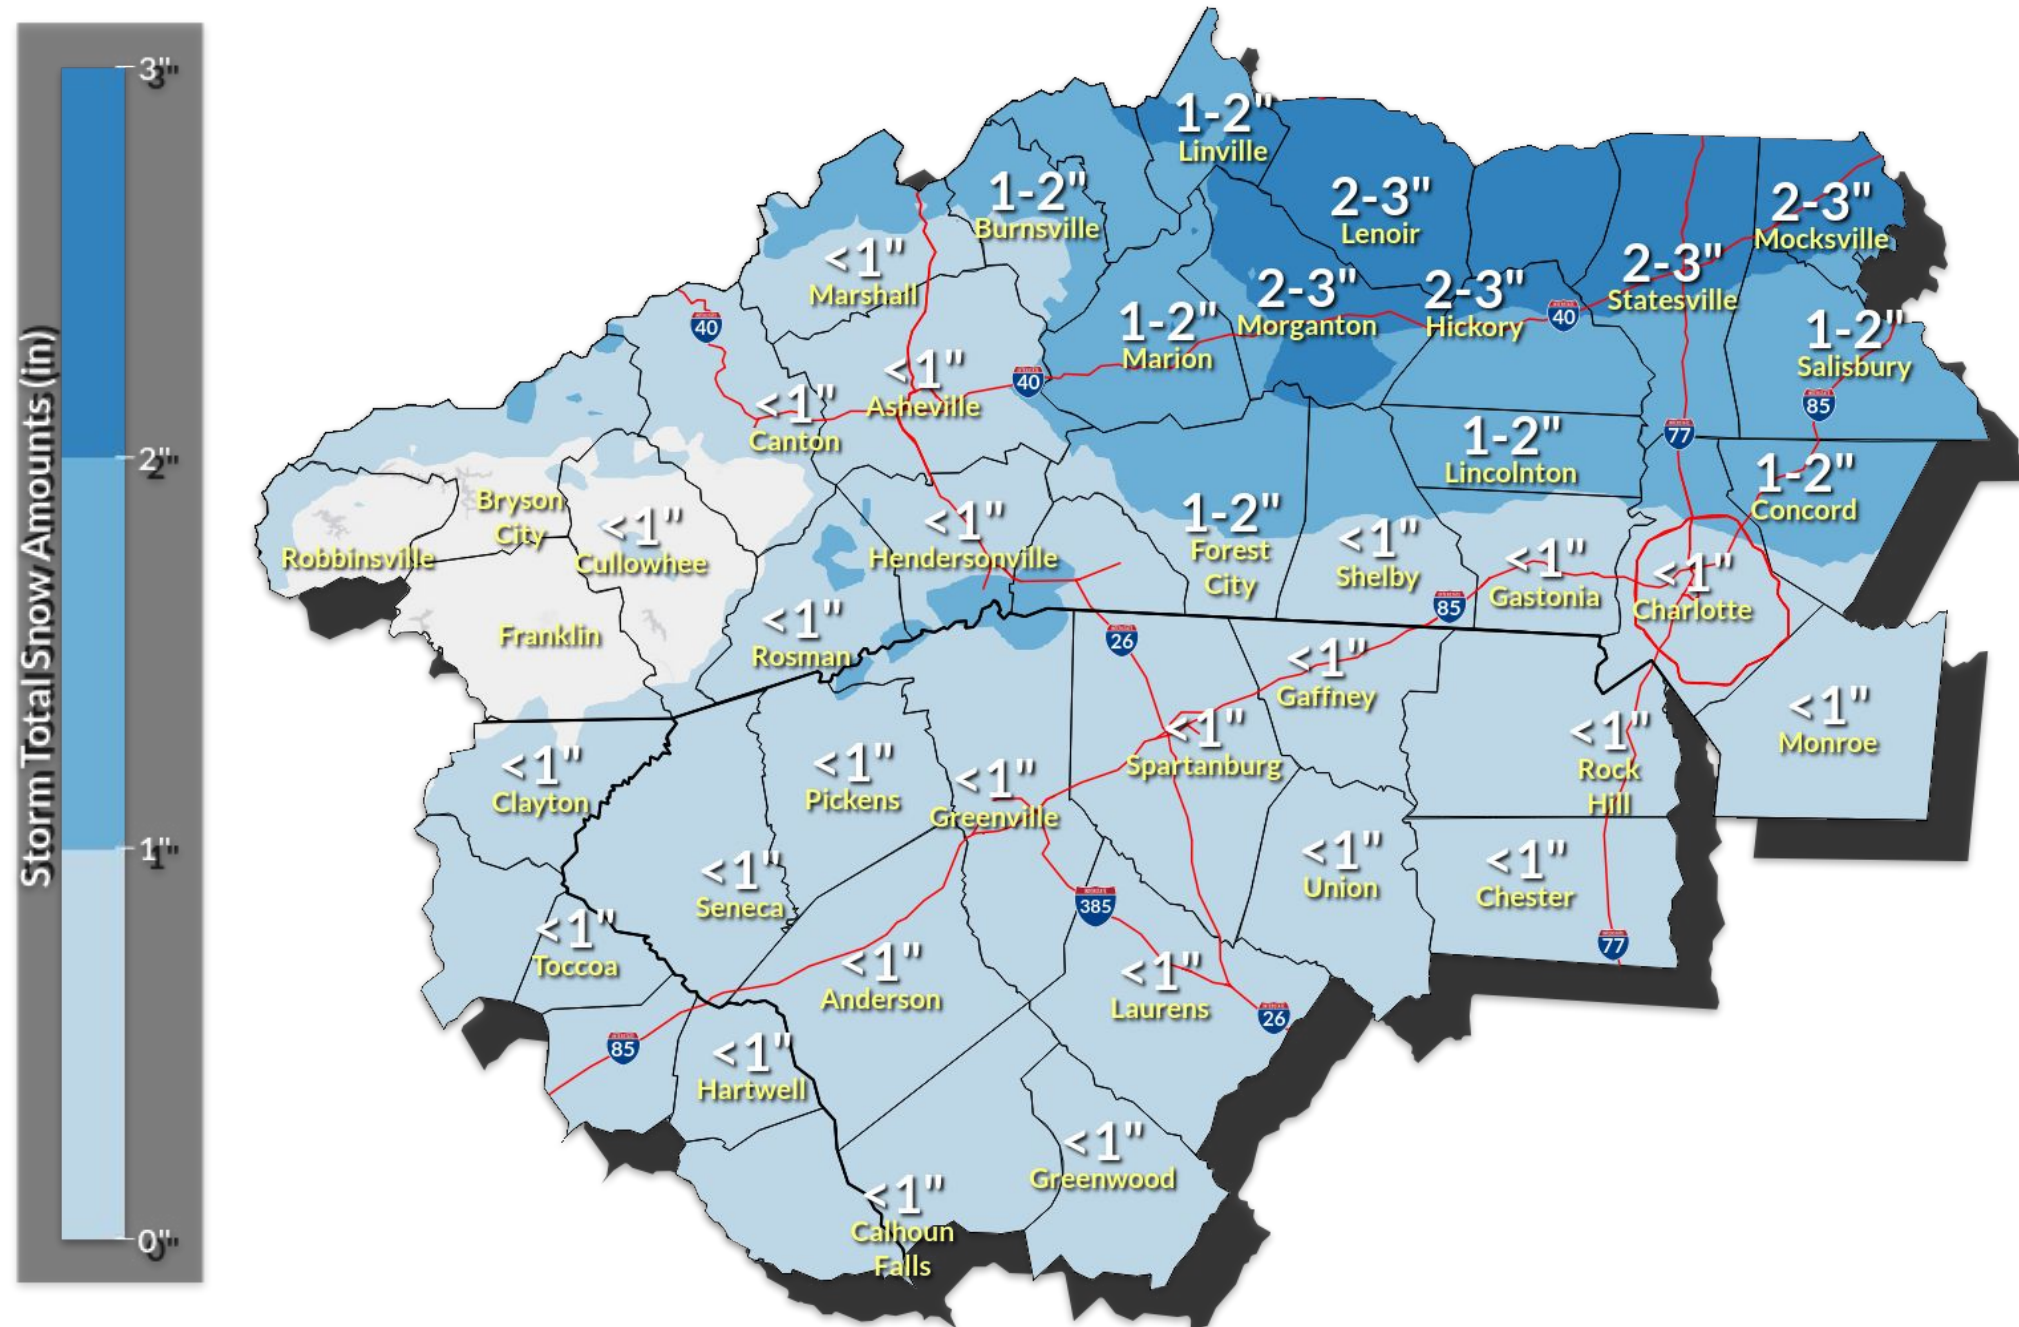 Storm Total Snow Amounts (in)
3"
2"
1"
0"
1-2"
Linville
1-2"
Burnsville
2-3"
Lenoir
2-3"
Mocksville
<1"
Marshall
2-3"
Morganton
2-3"
Hickory
2-3"
Statesville
1-2"
Marion
1-2"
Salisbury
40
40
40
<1"
Asheville
<1"
Canton
85
77
1-2"
Lincolnton
1-2"
Concord
Bryson
City
Robbinsville
<1"
Cullowhee
<1"
Hendersonville
1-2"
Forest
City
<1"
Shelby
<1"
Gastonia
<1"
Charlotte
85
26
Franklin
<1"
Rosman
<1"
Gaffney
<1"
Monroe
<1"
Clayton
<1"
Pickens
<1"
Greenville
<1"
Spartanburg
<1"
Rock
Hill
<1"
Seneca
385
<1"
Union
<1"
Chester
77
<1"
Toccoa
<1"
Anderson
<1"
Laurens
26
85
<1"
Hartwell
<1"
Greenwood
<1"
Calhoun
Falls